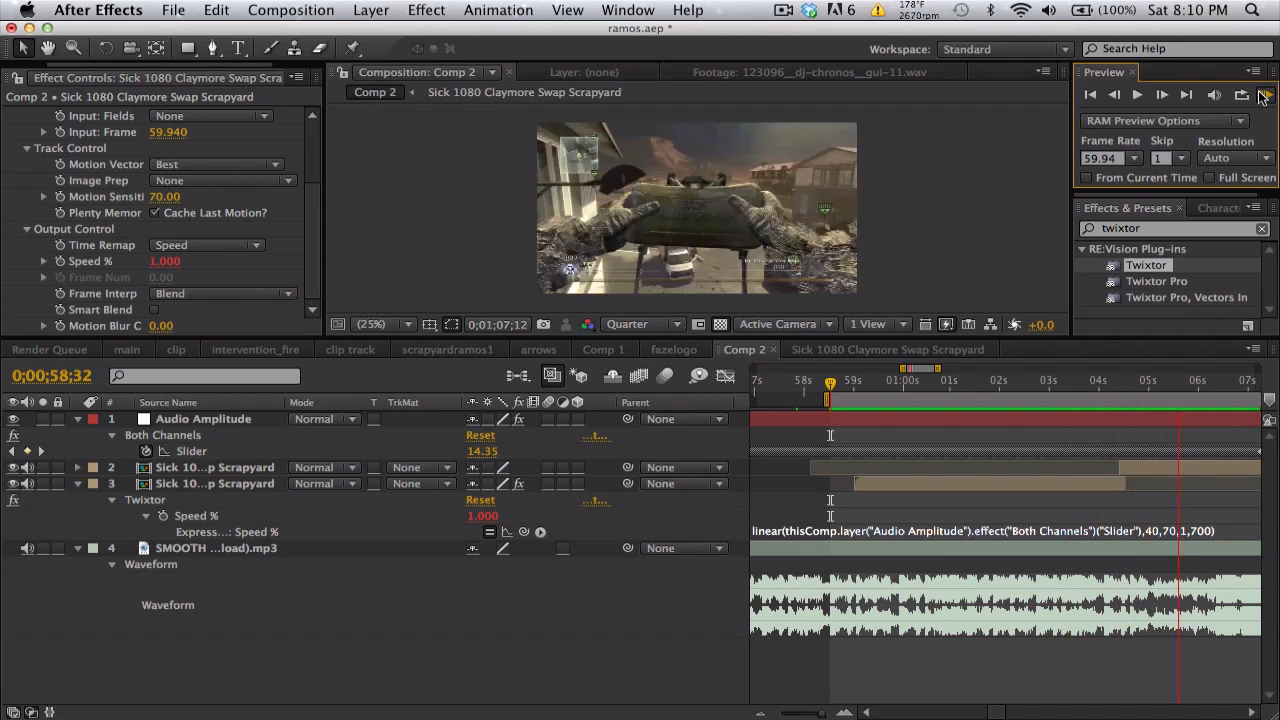 After Effects File Edit Composition Layer Effect Animation View Window Help 6 178°F 2670rpm (100%) Sat 8:10 PM
ramos.aep *
Workspace: Standard Search Help
Effect Controls: Sick 1080 Claymore Swap Scra
Composition: Comp 2 Layer: (none) Footage: 123096__dj-chronos__gui-11.wav
Preview
Comp 2 • Sick 1080 Claymore Swap Scrapyard
Comp 2 Sick 1080 Claymore Swap Scrapyard
Input: Fields None
Input: Frame 59.940
Track Control
Motion Vector Best
Image Prep None
Motion Sensiti 70.00
Plenty Memor Cache Last Motion?
Output Control
Time Remap Speed
Speed % 1.000
Frame Num 0.00
Frame Interp Blend
Smart Blend
Motion Blur C 0.00
RAM Preview Options
Frame Rate Skip Resolution
59.94 1 Auto
From Current Time Full Screen
Effects & Presets Charact
twixtor
RE:Vision Plug-ins
Twixtor
Twixtor Pro
Twixtor Pro, Vectors In
(25%) 0;01;07;12 Quarter Active Camera 1 View +0.0
Render Queue main clip intervention_fire clip track scrapyardramos1 arrows Comp 1 fazelogo Comp 2 Sick 1080 Claymore Swap Scrapyard
0;00;58;32
7s 58s 59s 01:00s 01s 02s 03s 04s 05s 06s 07s
# Source Name Mode T TrkMat Parent
1 Audio Amplitude Normal None
Both Channels Reset ...t...
Slider 14.35
2 Sick 10...p Scrapyard Normal None None
3 Sick 10...p Scrapyard Normal None None
Twixtor Reset ...t...
Speed % 1.000
Express...: Speed % linear(thisComp.layer("Audio Amplitude").effect("Both Channels")("Slider"),40,70,1,700)
4 SMOOTH ...load).mp3 None
Waveform
Waveform